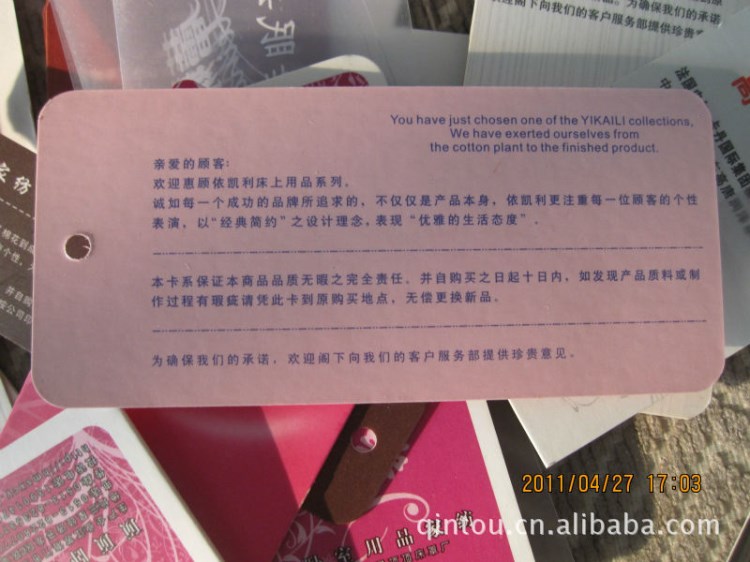 You have just chosen one of the YIKAILI collections,
We have exerted ourselves from
the cotton plant to the finished product.
亲爱的顾客:
欢迎惠顾依凯利床上用品系列。
诚如每一个成功的品牌所追求的，不仅仅是产品本身，依凯利更注重每一位顾客的个性
表演，以“经典简约”之设计理念。表现“优雅的生活态度”.
本卡系保证本商品品质无暇之完全责任。并自购买之日起十日内，如发现产品质料或制
作过程有瑕疵请凭此卡到原购买地点，无偿更换新品。
为确保我们的承诺，欢迎阁下向我们的客户服务部提供珍贵意见。
迎阁下向我们的客户服务部提供珍贵
为确保我们的承诺
2011/04/27 17:03
qintou.cn.alibaba.com